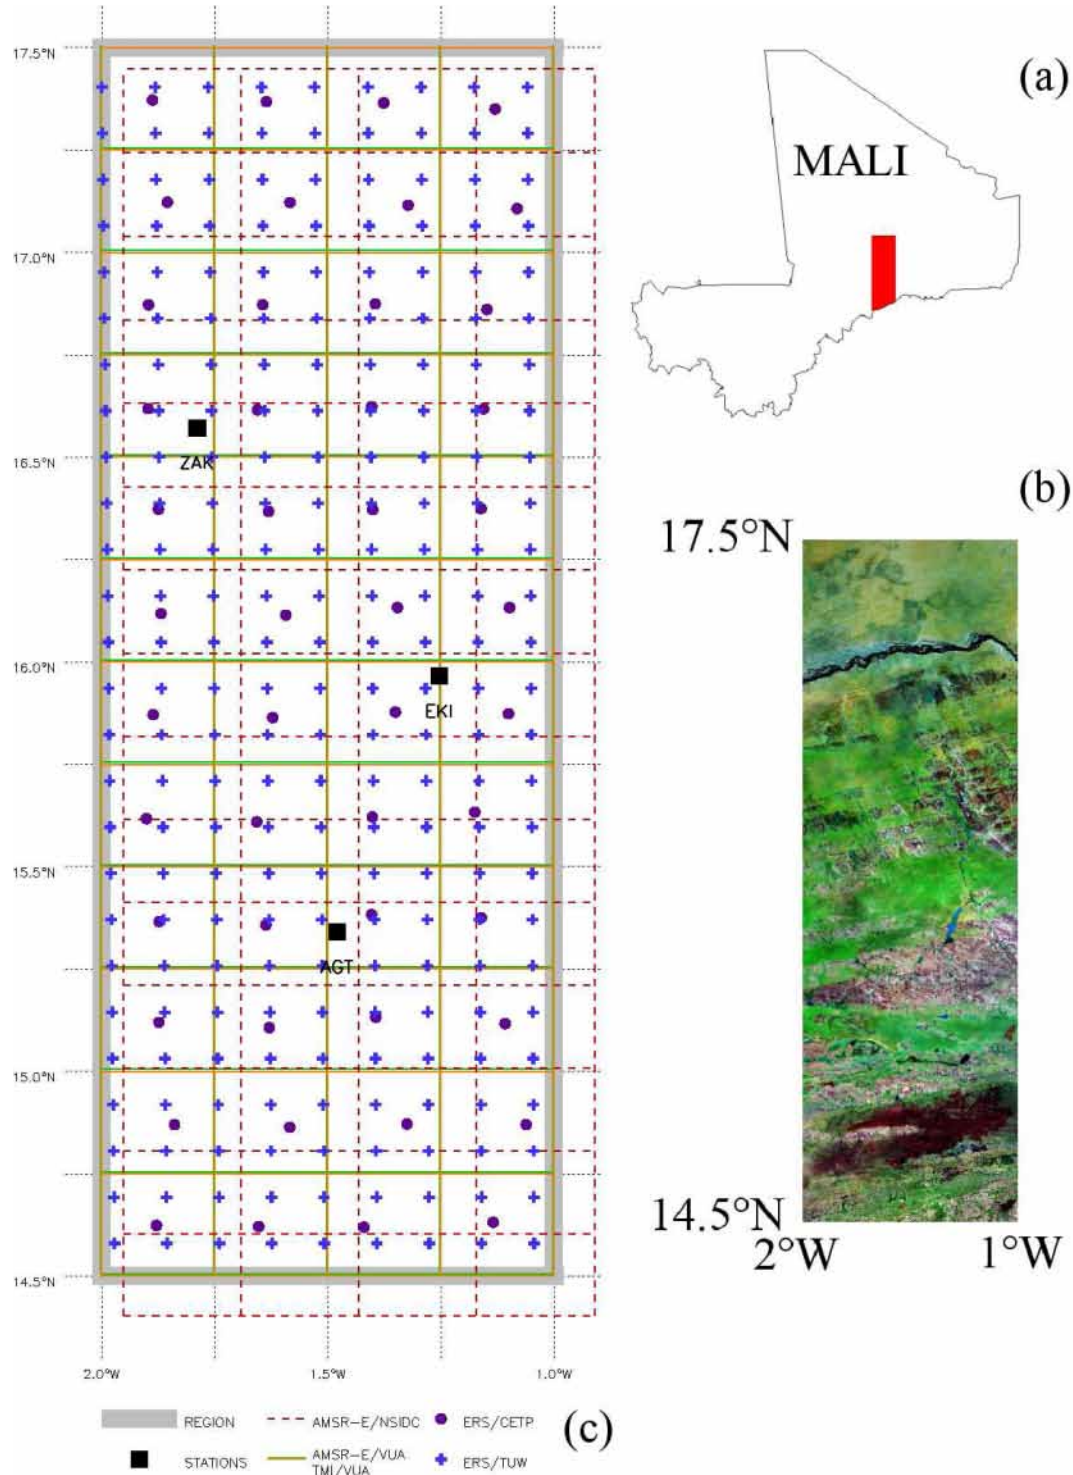 17.5°N
(a)
MALI
17.0°N
ZAK
16.5°N
(b)
17.5°N
16.0°N
EKI
15.5°N
AGT
15.0°N
14.5°N
14.5°N
2°W
1°W
2.0°W
1.5°W
1.0°W
REGION
AMSR-E/NSIDC
ERS/CETP
(c)
STATIONS
AMSR-E/VUA
TMI/VUA
ERS/TUW